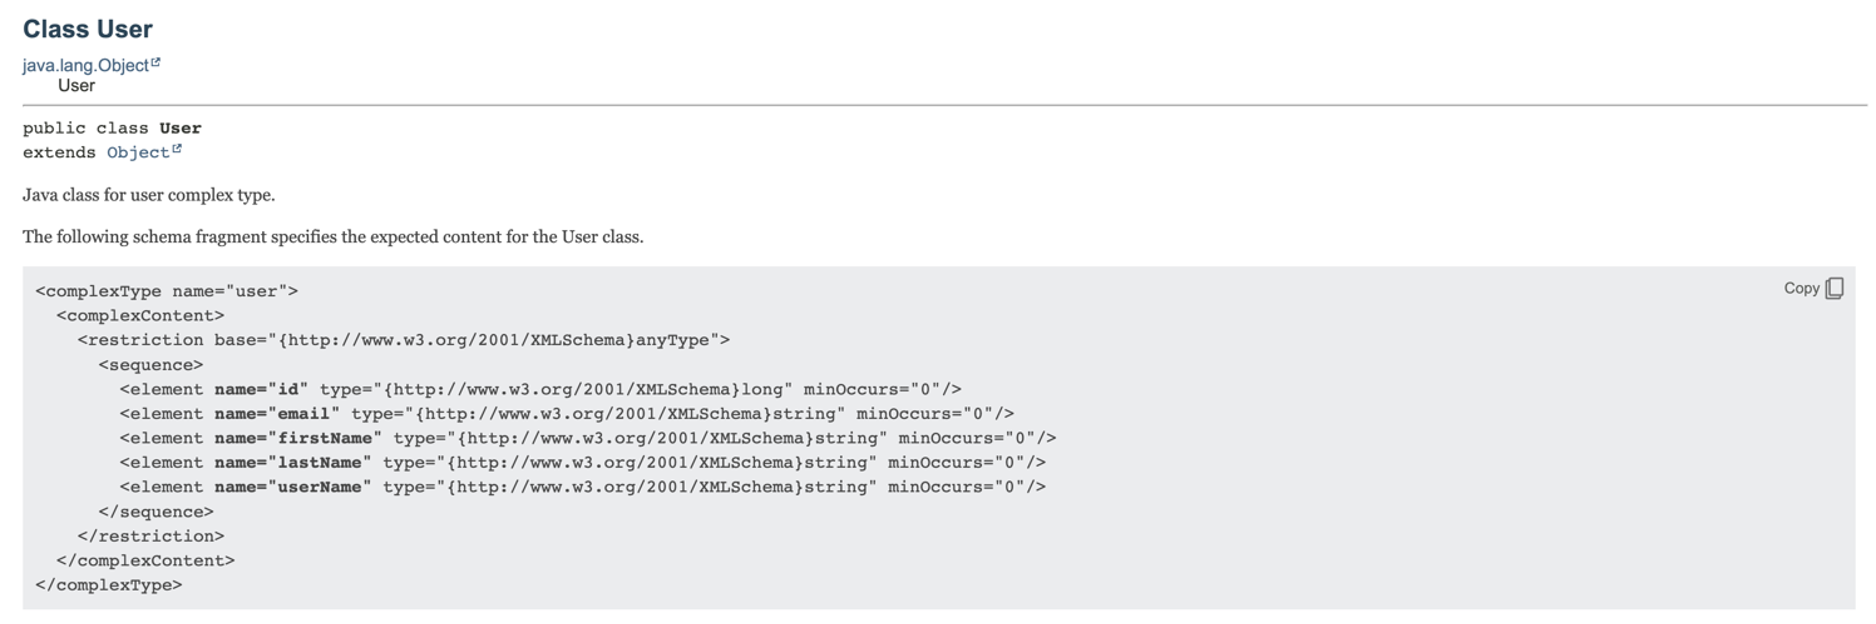 Class User
java.lang.Object
User
public class User
extends Object
Java class for user complex type.
The following schema fragment specifies the expected content for the User class.
Copy
<complexType name="user">
  <complexContent>
    <restriction base="{http://www.w3.org/2001/XMLSchema}anyType">
      <sequence>
        <element name="id" type="{http://www.w3.org/2001/XMLSchema}long" minOccurs="0"/>
        <element name="email" type="{http://www.w3.org/2001/XMLSchema}string" minOccurs="0"/>
        <element name="firstName" type="{http://www.w3.org/2001/XMLSchema}string" minOccurs="0"/>
        <element name="lastName" type="{http://www.w3.org/2001/XMLSchema}string" minOccurs="0"/>
        <element name="userName" type="{http://www.w3.org/2001/XMLSchema}string" minOccurs="0"/>
      </sequence>
    </restriction>
  </complexContent>
</complexType>